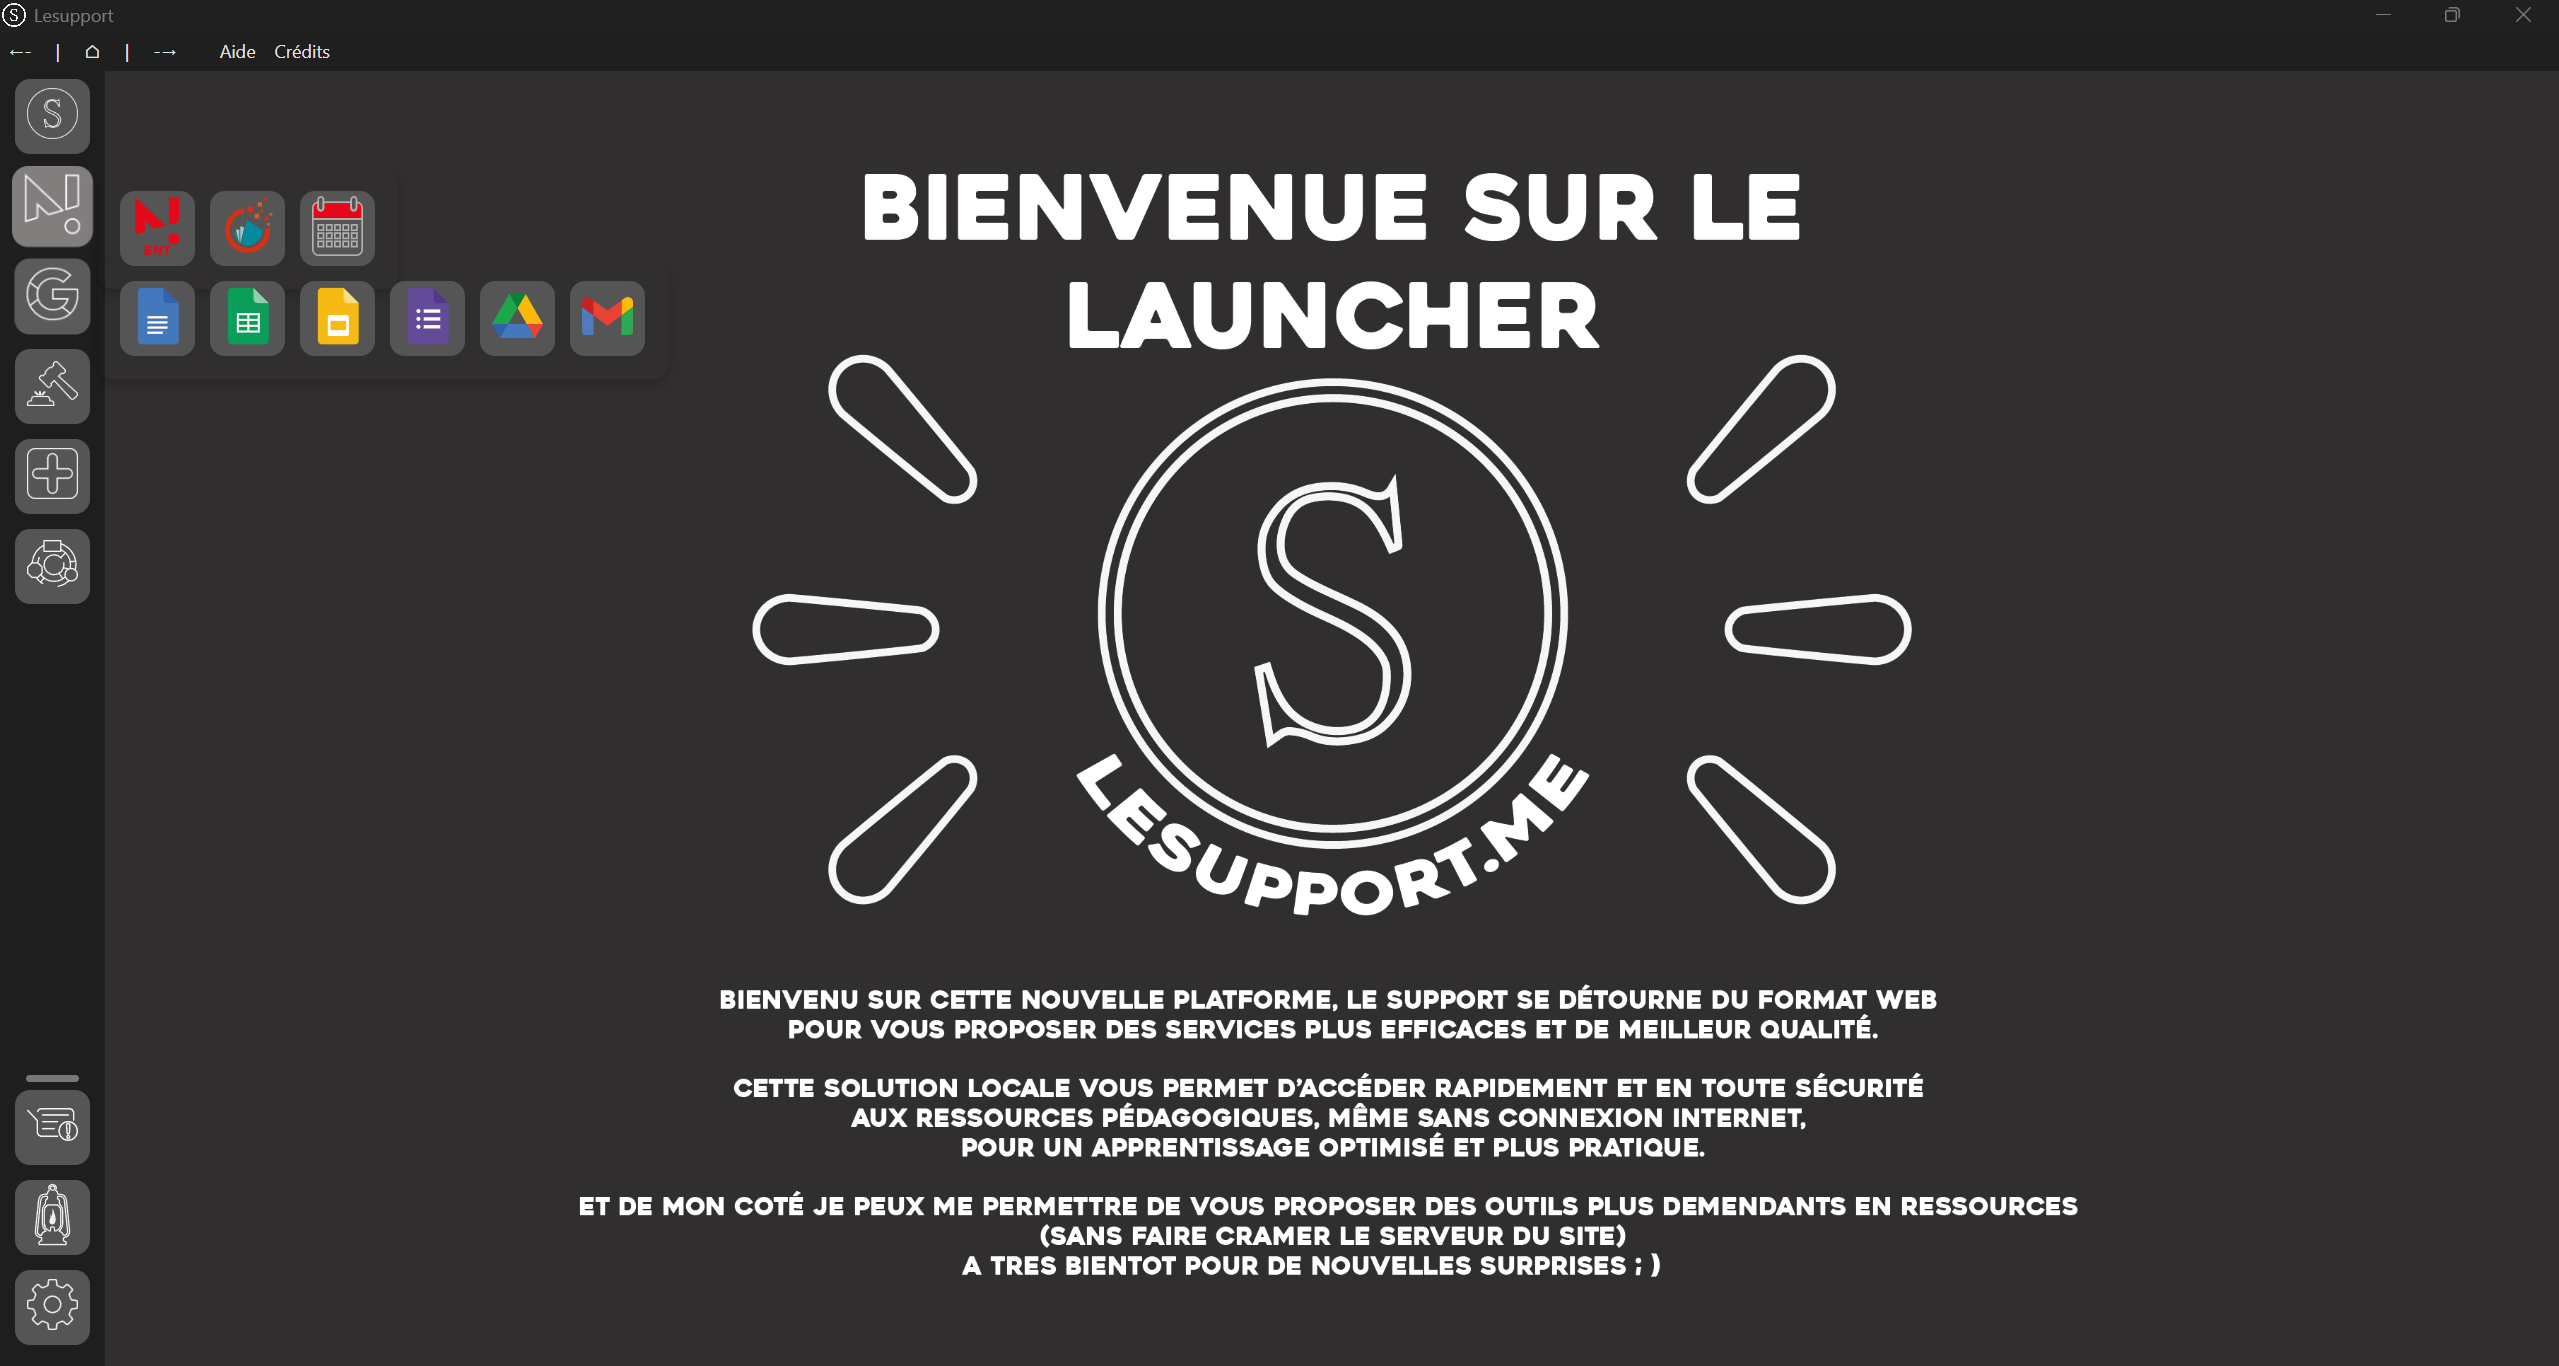 Lesupport
Aide Crédits
S
N!
G
N!
ENT
BIENVENUE SUR LE
LAUNCHER
S
LESUPPORT.ME
BIENVENU SUR CETTE NOUVELLE PLATFORME, LE SUPPORT SE DÉTOURNE DU FORMAT WEB
POUR VOUS PROPOSER DES SERVICES PLUS EFFICACES ET DE MEILLEUR QUALITÉ.
CETTE SOLUTION LOCALE VOUS PERMET D'ACCÉDER RAPIDEMENT ET EN TOUTE SÉCURITÉ
AUX RESSOURCES PÉDAGOGIQUES, MÊME SANS CONNEXION INTERNET,
POUR UN APPRENTISSAGE OPTIMISÉ ET PLUS PRATIQUE.
ET DE MON COTÉ JE PEUX ME PERMETTRE DE VOUS PROPOSER DES OUTILS PLUS DEMENDANTS EN RESSOURCES
(SANS FAIRE CRAMER LE SERVEUR DU SITE)
A TRES BIENTOT POUR DE NOUVELLES SURPRISES ; )